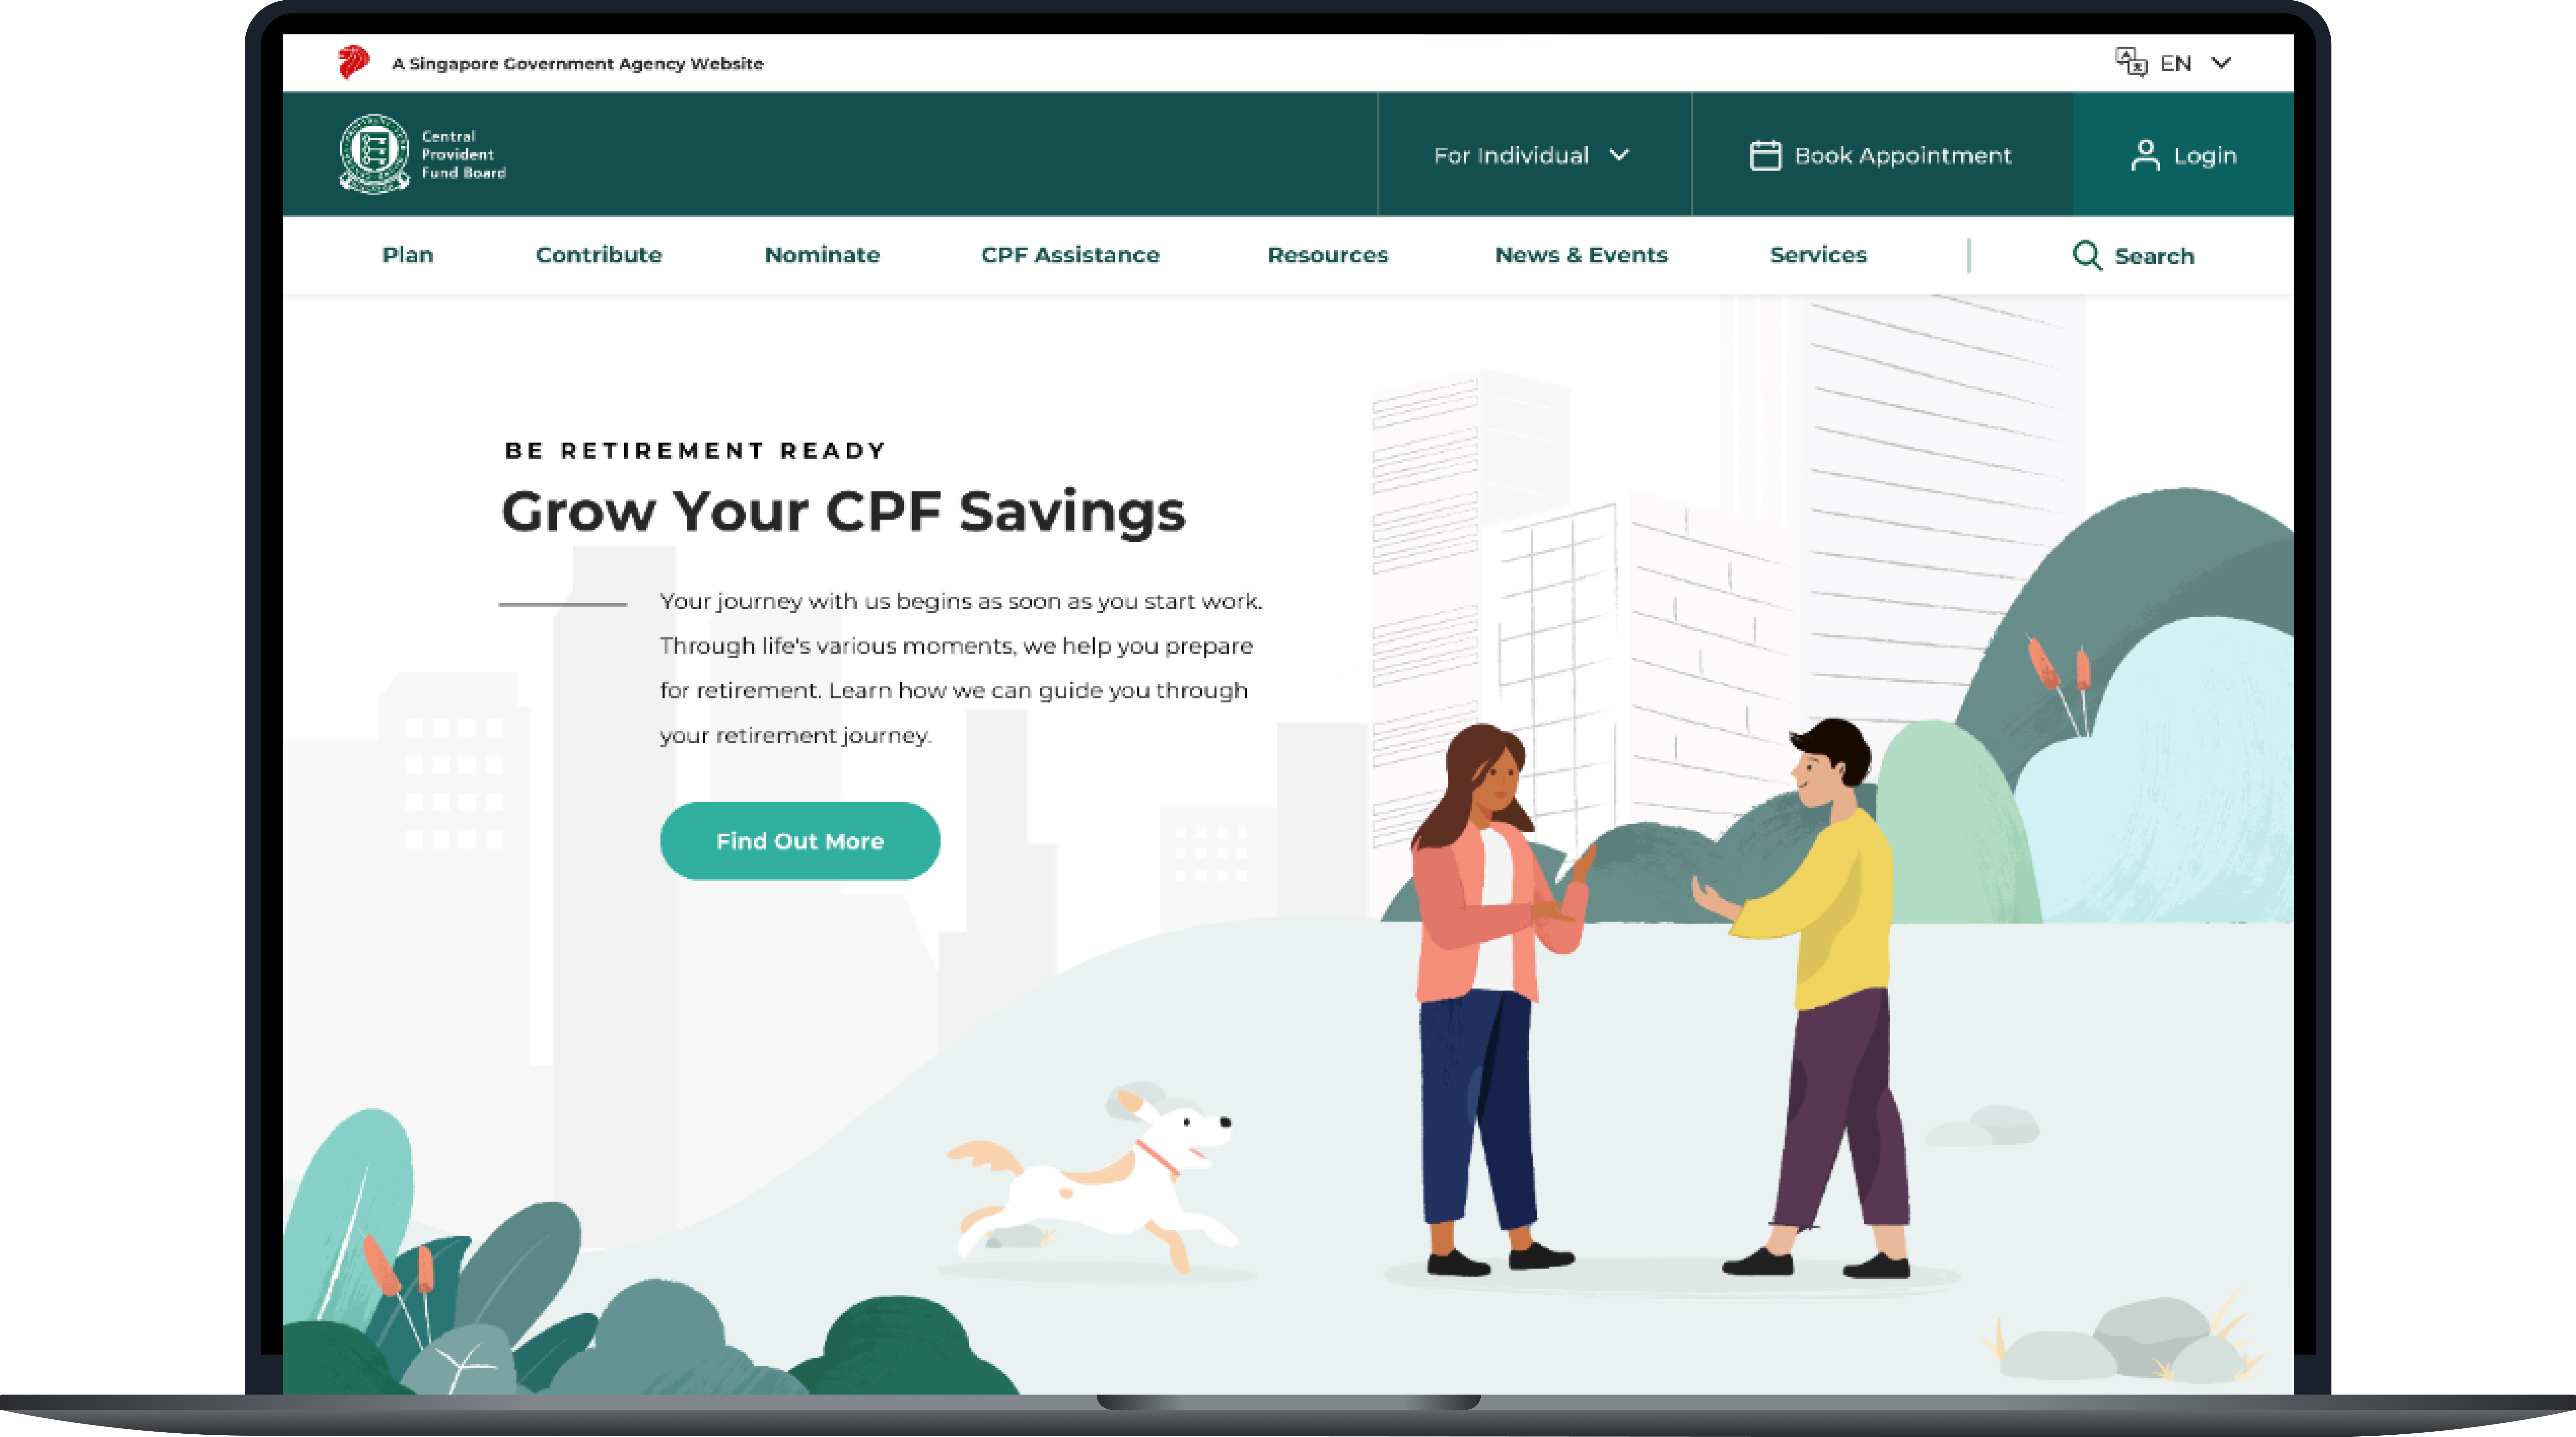 A Singapore Government Agency Website
EN
Central
Provident
Fund Board
For Individual
Book Appointment
Login
Plan
Contribute
Nominate
CPF Assistance
Resources
News & Events
Services
Search
BE RETIREMENT READY
Grow Your CPF Savings
Your journey with us begins as soon as you start work.
Through life's various moments, we help you prepare
for retirement. Learn how we can guide you through
your retirement journey.
Find Out More